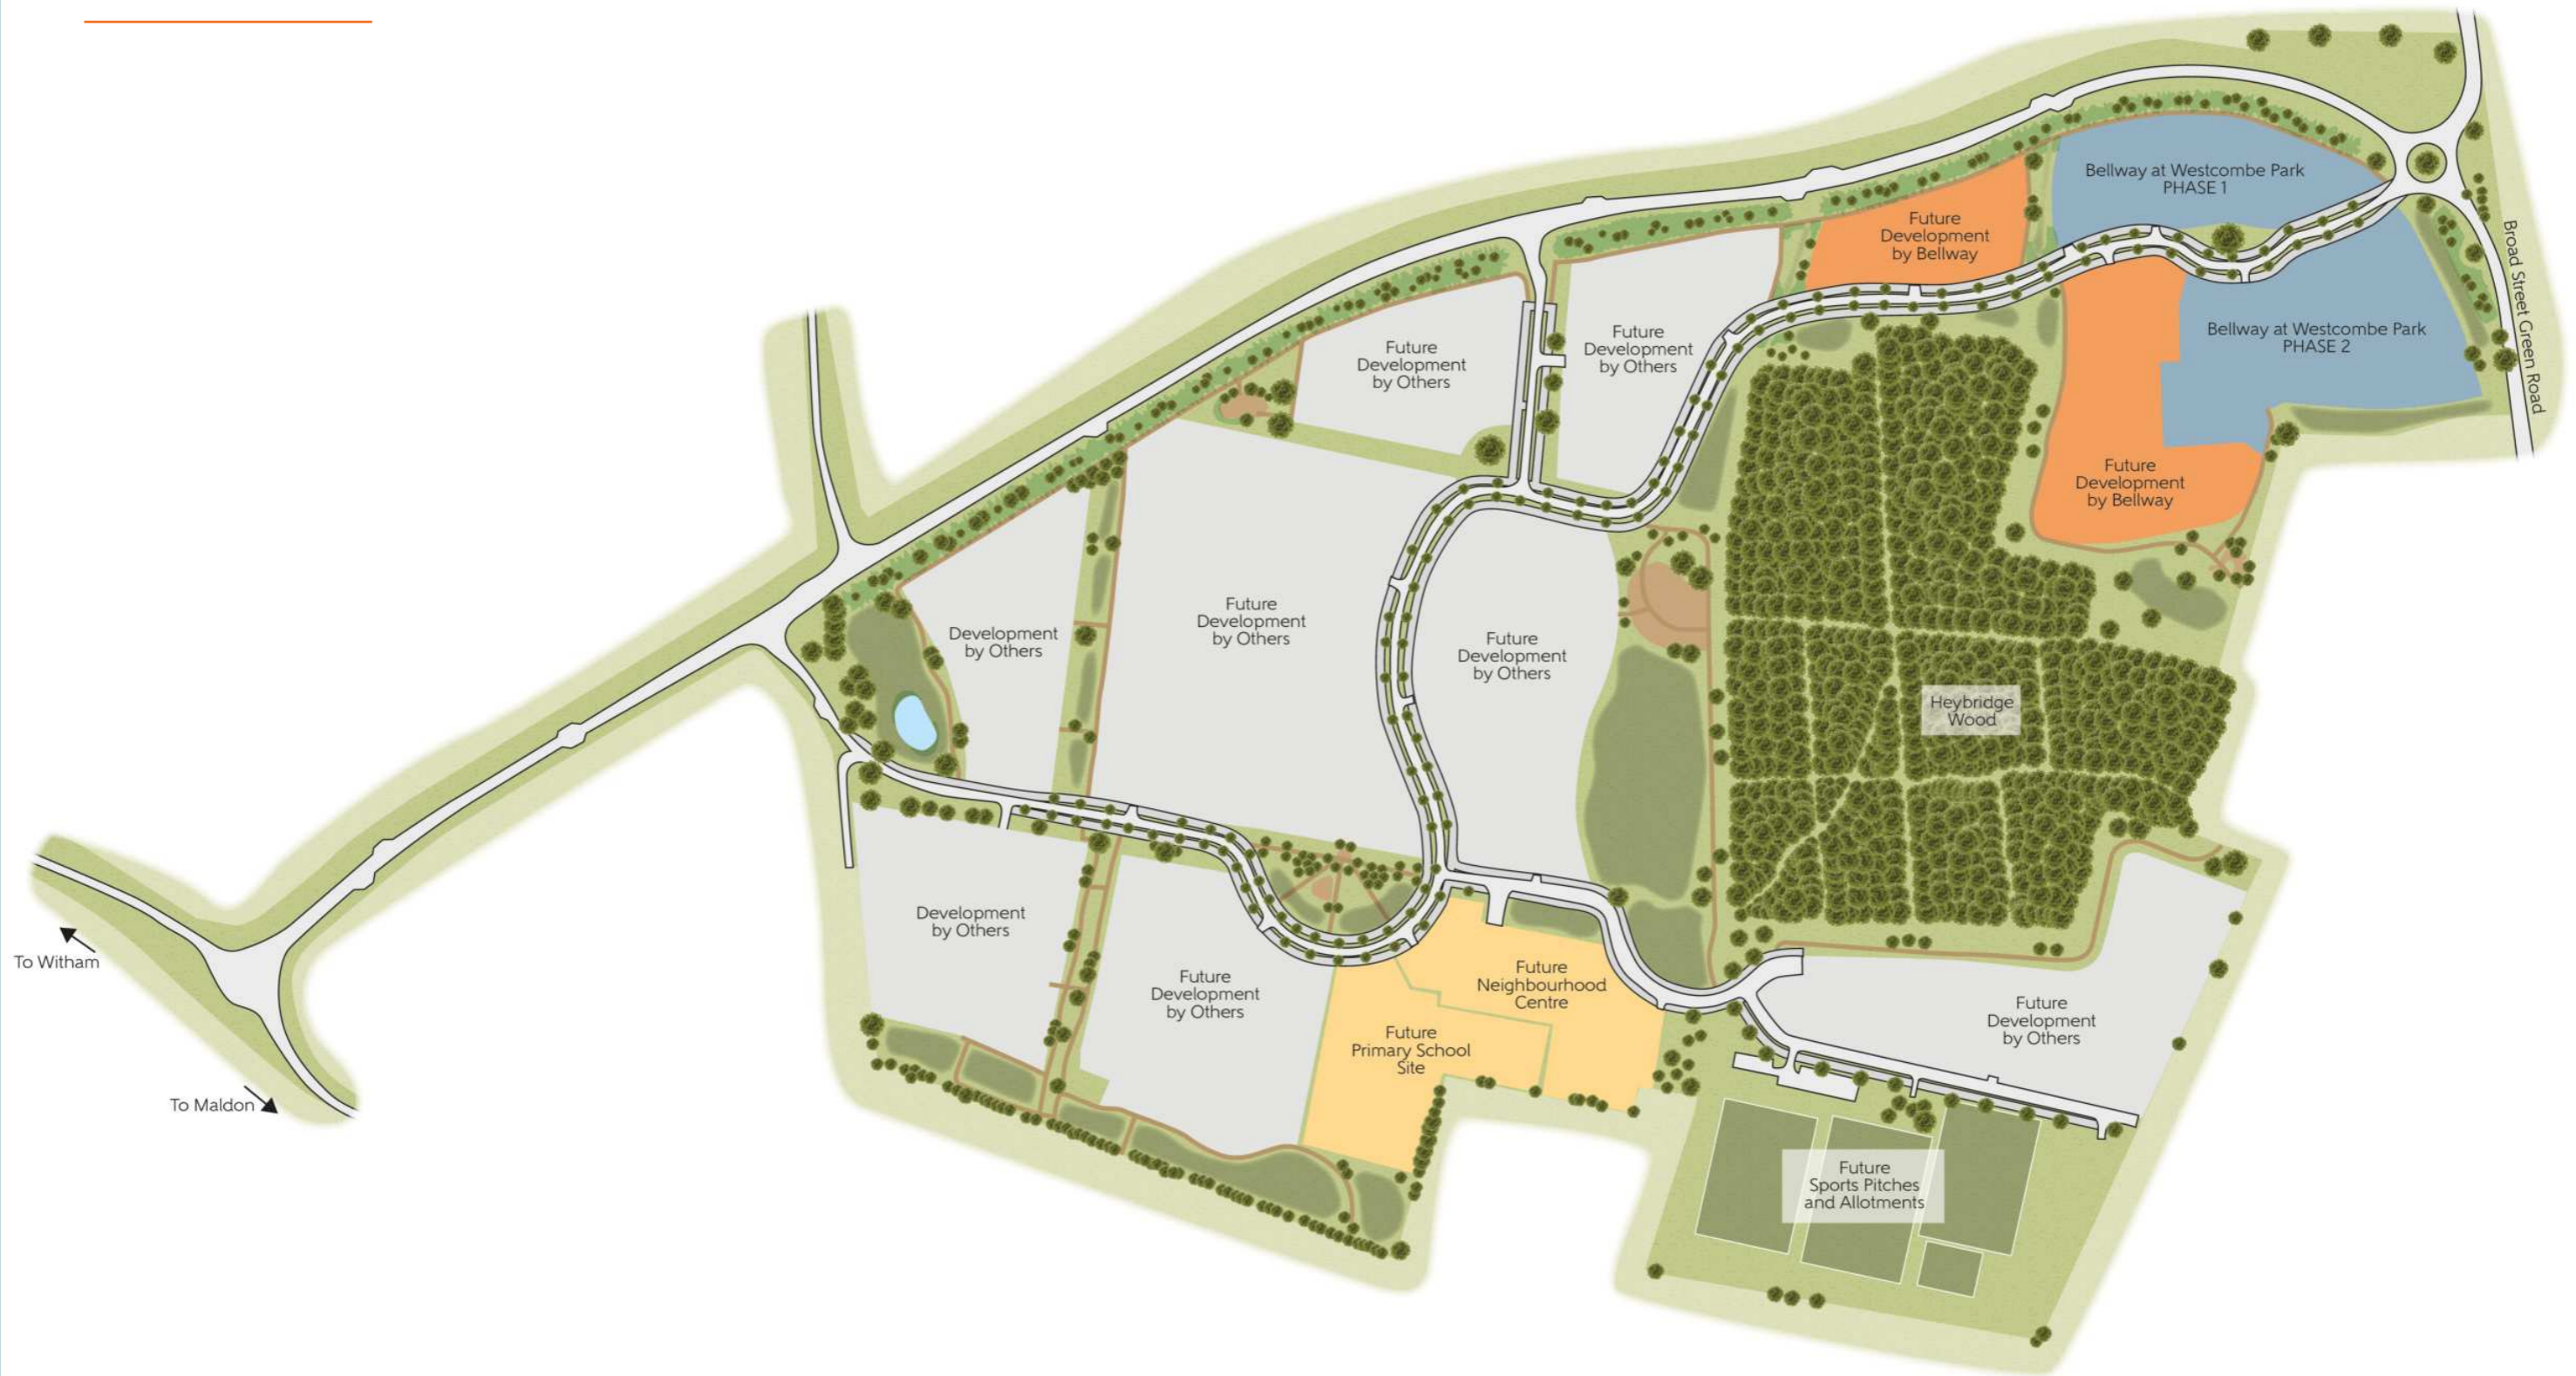 Bellway at Westcombe Park
PHASE 1
Future
Development
by Bellway
Broad Street Green Road
Bellway at Westcombe Park
PHASE 2
Future
Development
by Others
Future
Development
by Others
Future
Development
by Bellway
Future
Development
by Others
Development
by Others
Future
Development
by Others
Heybridge
Wood
Development
by Others
To Witham
Future
Development
by Others
Future
Neighbourhood
Centre
Future
Primary School
Site
Future
Development
by Others
To Maldon
Future
Sports Pitches
and Allotments